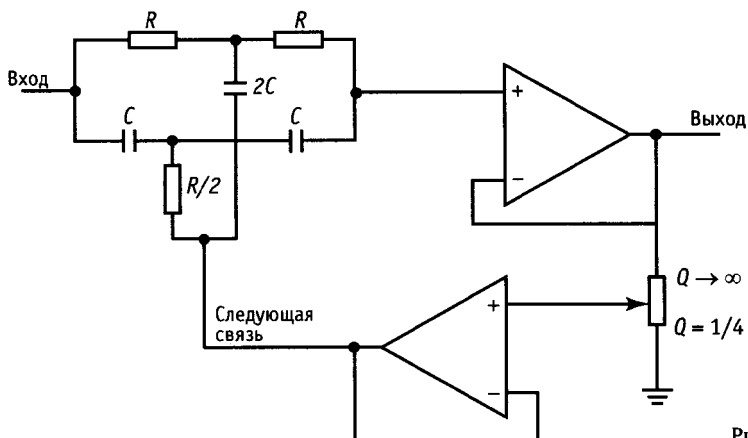 R
R
Вход
2C
C
C
R/2
+
−
Выход
Следующая
связь
+
−
Q → ∞
Q = 1/4